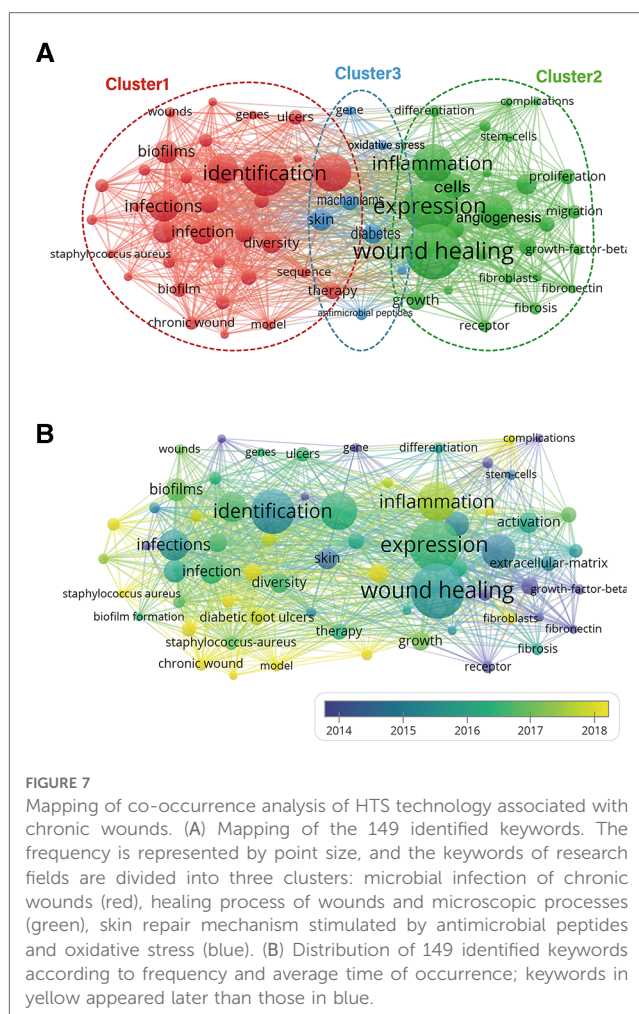 A
Cluster1
Cluster3
Cluster2
wounds
genes
ulcers
gene
differentiation
complications
stem-cells
biofilms
oxidative stress
identification
inflammation
cells
proliferation
infections
machaniams
expression
angiogenesis
migration
skin
infection
diversity
diabetes
wound healing
growth-factor-beta
staphylococcus aureus
sequence
fibroblasts
biofilm
therapy
growth
fibronectin
fibrosis
chronic wound
model
antimicrobial peptides
receptor
B
wounds
genes
ulcers
gene
differentiation
complications
stem-cells
biofilms
identification
inflammation
activation
infections
expression
skin
extracellular-matrix
infection
diversity
wound healing
growth-factor-beta
staphylococcus aureus
biofilm formation
diabetic foot ulcers
fibroblasts
fibronectin
therapy
staphylococcus-aureus
growth
fibrosis
chronic wound
model
receptor
2014 2015 2016 2017 2018
FIGURE 7
Mapping of co-occurrence analysis of HTS technology associated with
chronic wounds. (A) Mapping of the 149 identified keywords. The
frequency is represented by point size, and the keywords of research
fields are divided into three clusters: microbial infection of chronic
wounds (red), healing process of wounds and microscopic processes
(green), skin repair mechanism stimulated by antimicrobial peptides
and oxidative stress (blue). (B) Distribution of 149 identified keywords
according to frequency and average time of occurrence; keywords in
yellow appeared later than those in blue.